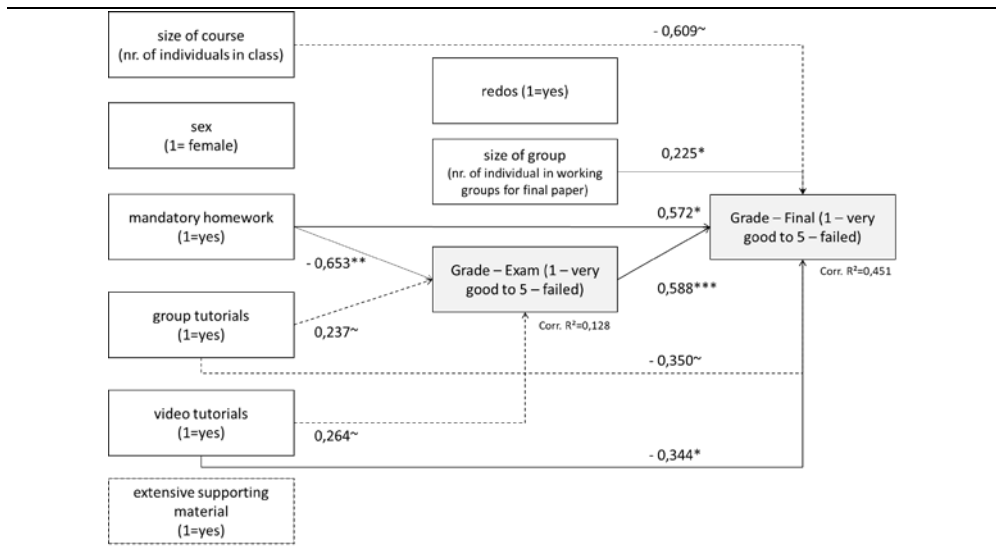 size of course
(nr. of individuals in class)
- 0,609~
redos (1=yes)
sex
(1= female)
size of group
(nr. of individual in working
groups for final paper)
0,225*
mandatory homework
(1=yes)
0,572*
Grade – Final (1 – very
good to 5 – failed)
- 0,653**
Grade – Exam (1 – very
good to 5 – failed)
Corr. R²=0,451
0,588***
group tutorials
(1=yes)
0,237~
Corr. R²=0,128
- 0,350~
video tutorials
(1=yes)
0,264~
- 0,344*
extensive supporting
material
(1=yes)